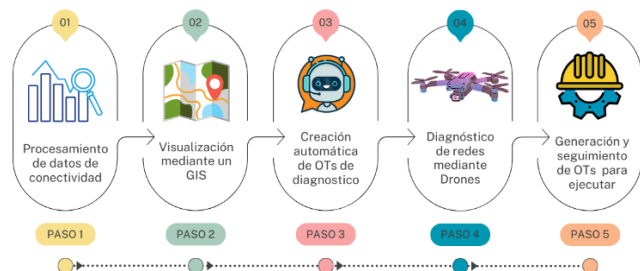 01
Procesamiento
de datos de
conectividad
PASO 1
02
Visualización
mediante un
GIS
PASO 2
03
Creación
automática
de OTs de
diagnostico
PASO 3
04
Diagnóstico
de redes
mediante
Drones
PASO 4
05
Generación y
seguimiento
de OTs para
ejecutar
PASO 5